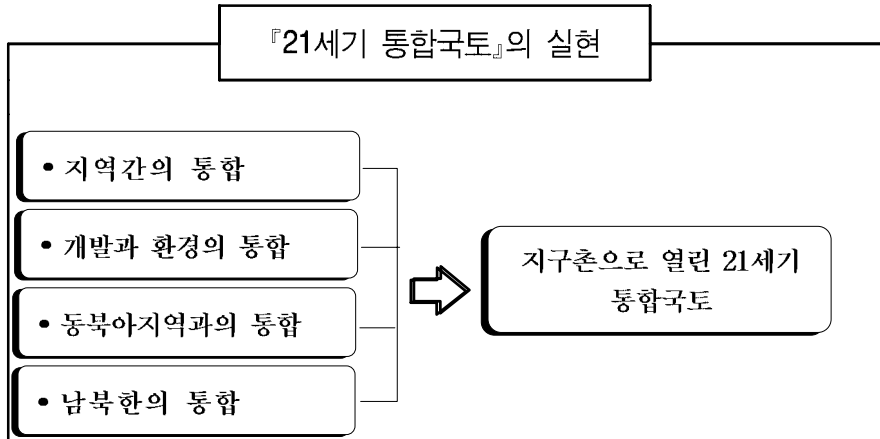 『21세기 통합국토』의 실현
• 지역간의 통합
• 개발과 환경의 통합
• 동북아지역과의 통합
• 남북한의 통합
지구촌으로 열린 21세기
통합국토